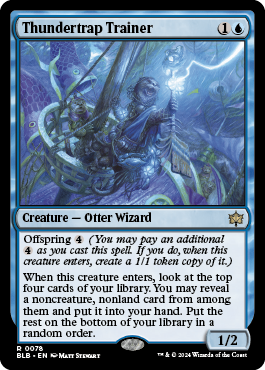 Thundertrap Trainer 1
Creature — Otter Wizard
Offspring 4 (You may pay an additional
4 as you cast this spell. If you do, when this
creature enters, create a 1/1 token copy of it.)
When this creature enters, look at the top
four cards of your library. You may reveal
a noncreature, nonland card from among
them and put it into your hand. Put the
rest on the bottom of your library in a
random order.
1/2
R 0078
BLB • EN Matt Stewart ™ & © 2024 Wizards of the Coast